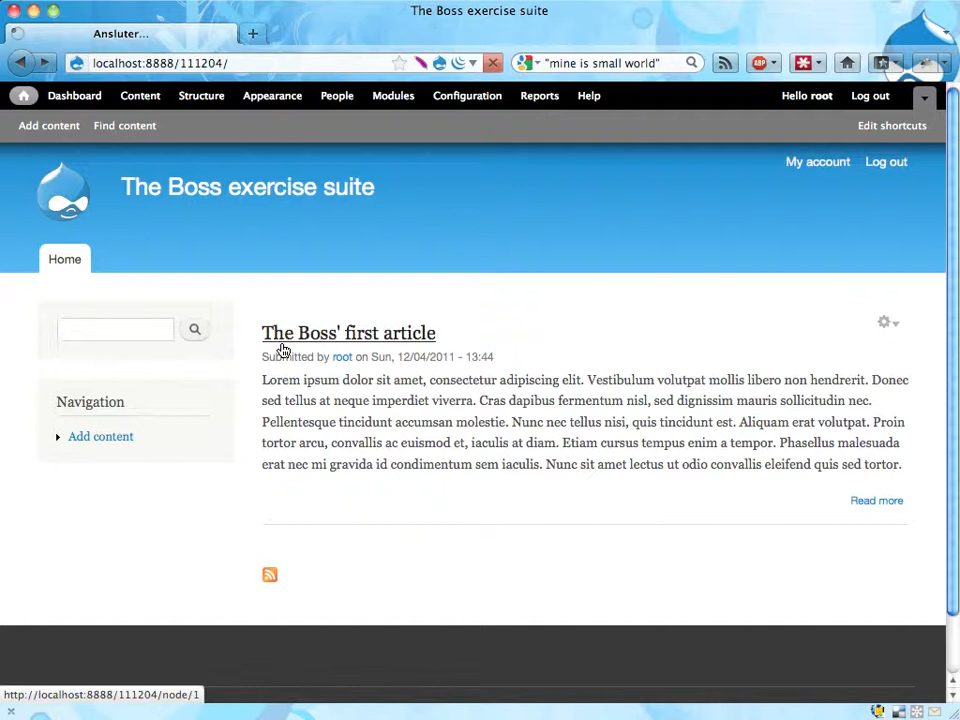 The Boss exercise suite
Ansluter...
localhost:8888/111204/
"mine is small world"
ABP
Dashboard Content Structure Appearance People Modules Configuration Reports Help Hello root Log out
Add content Find content Edit shortcuts
My account Log out
The Boss exercise suite
Home
The Boss' first article
Submitted by root on Sun, 12/04/2011 - 13:44
Lorem ipsum dolor sit amet, consectetur adipiscing elit. Vestibulum volutpat mollis libero non hendrerit. Donec
sed tellus at neque imperdiet viverra. Cras dapibus fermentum nisl, sed dignissim mauris sollicitudin nec.
Pellentesque tincidunt accumsan molestie. Nunc nec tellus nisi, quis tincidunt est. Aliquam erat volutpat. Proin
tortor arcu, convallis ac euismod et, iaculis at diam. Etiam cursus tempus enim a tempor. Phasellus malesuada
erat nec mi gravida id condimentum sem iaculis. Nunc sit amet lectus ut odio convallis eleifend quis sed tortor.
Read more
Navigation
Add content
http://localhost:8888/111204/node/1